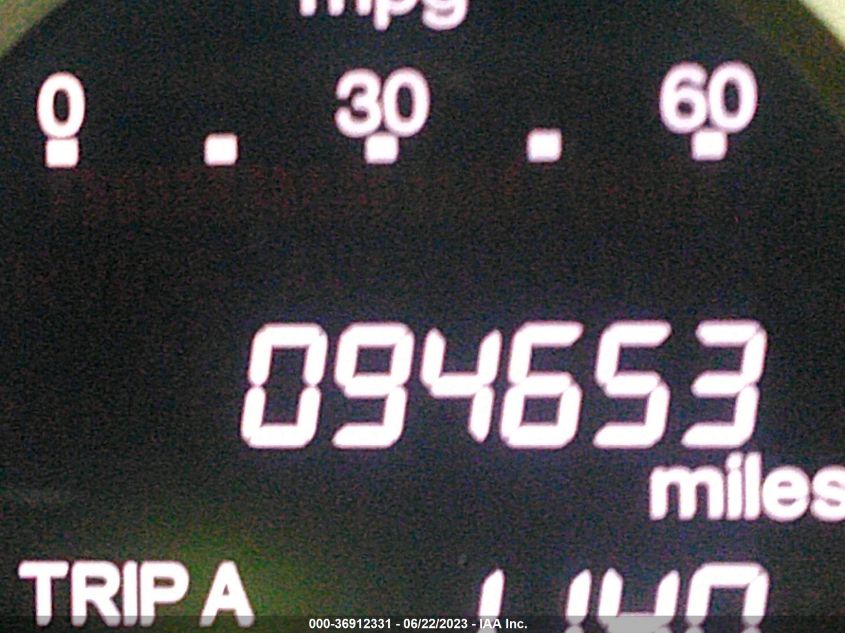 mpg
0 30 60
094653
miles
TRIP A
000-36912331 - 06/22/2023 - IAA Inc.